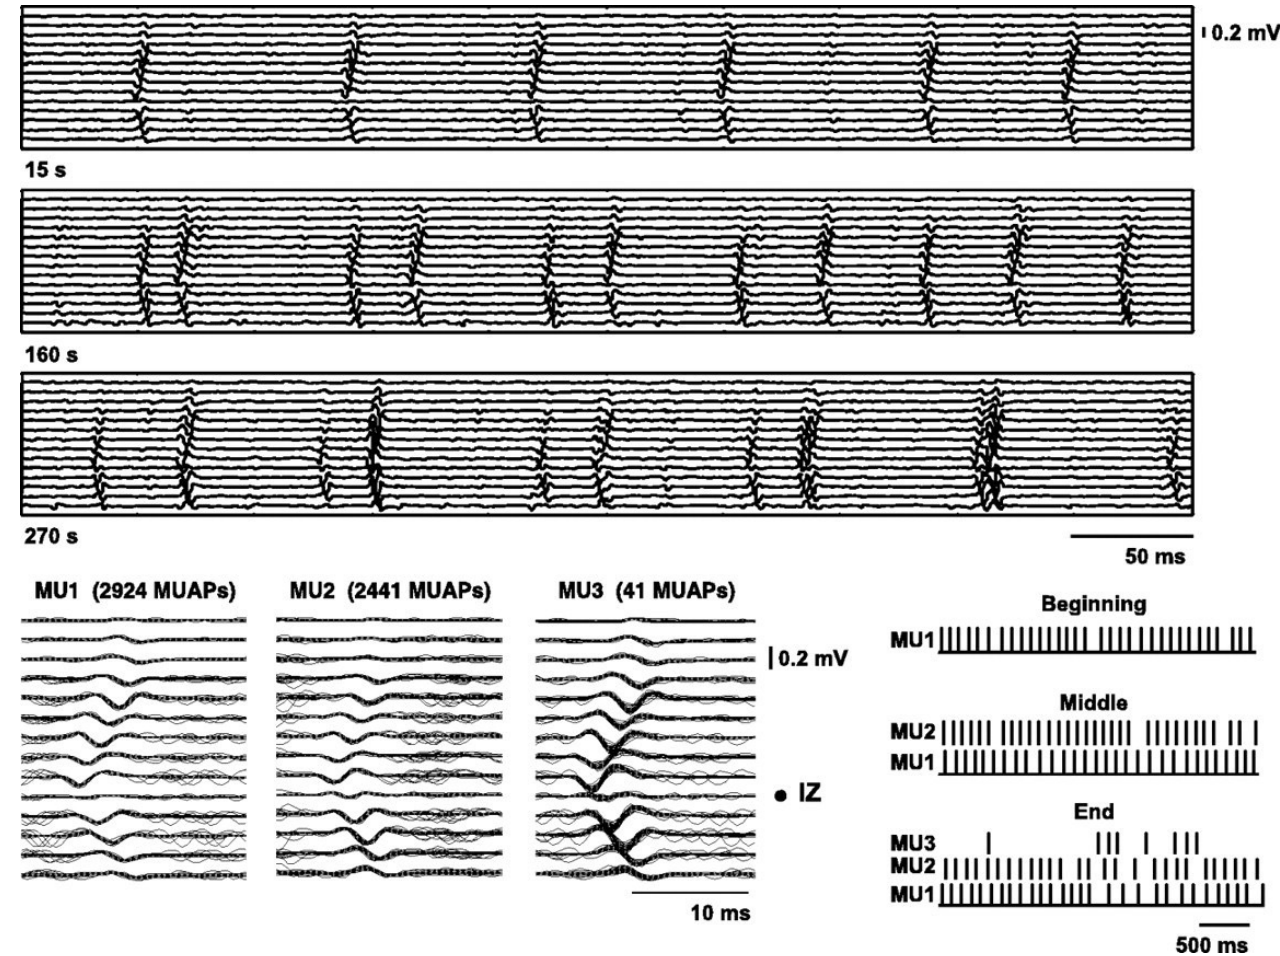 0.2 mV
15 s
160 s
270 s
50 ms
MU1 (2924 MUAPs) MU2 (2441 MUAPs) MU3 (41 MUAPs)
0.2 mV
IZ
10 ms
Beginning
MU1
Middle
MU2
MU1
End
MU3
MU2
MU1
500 ms